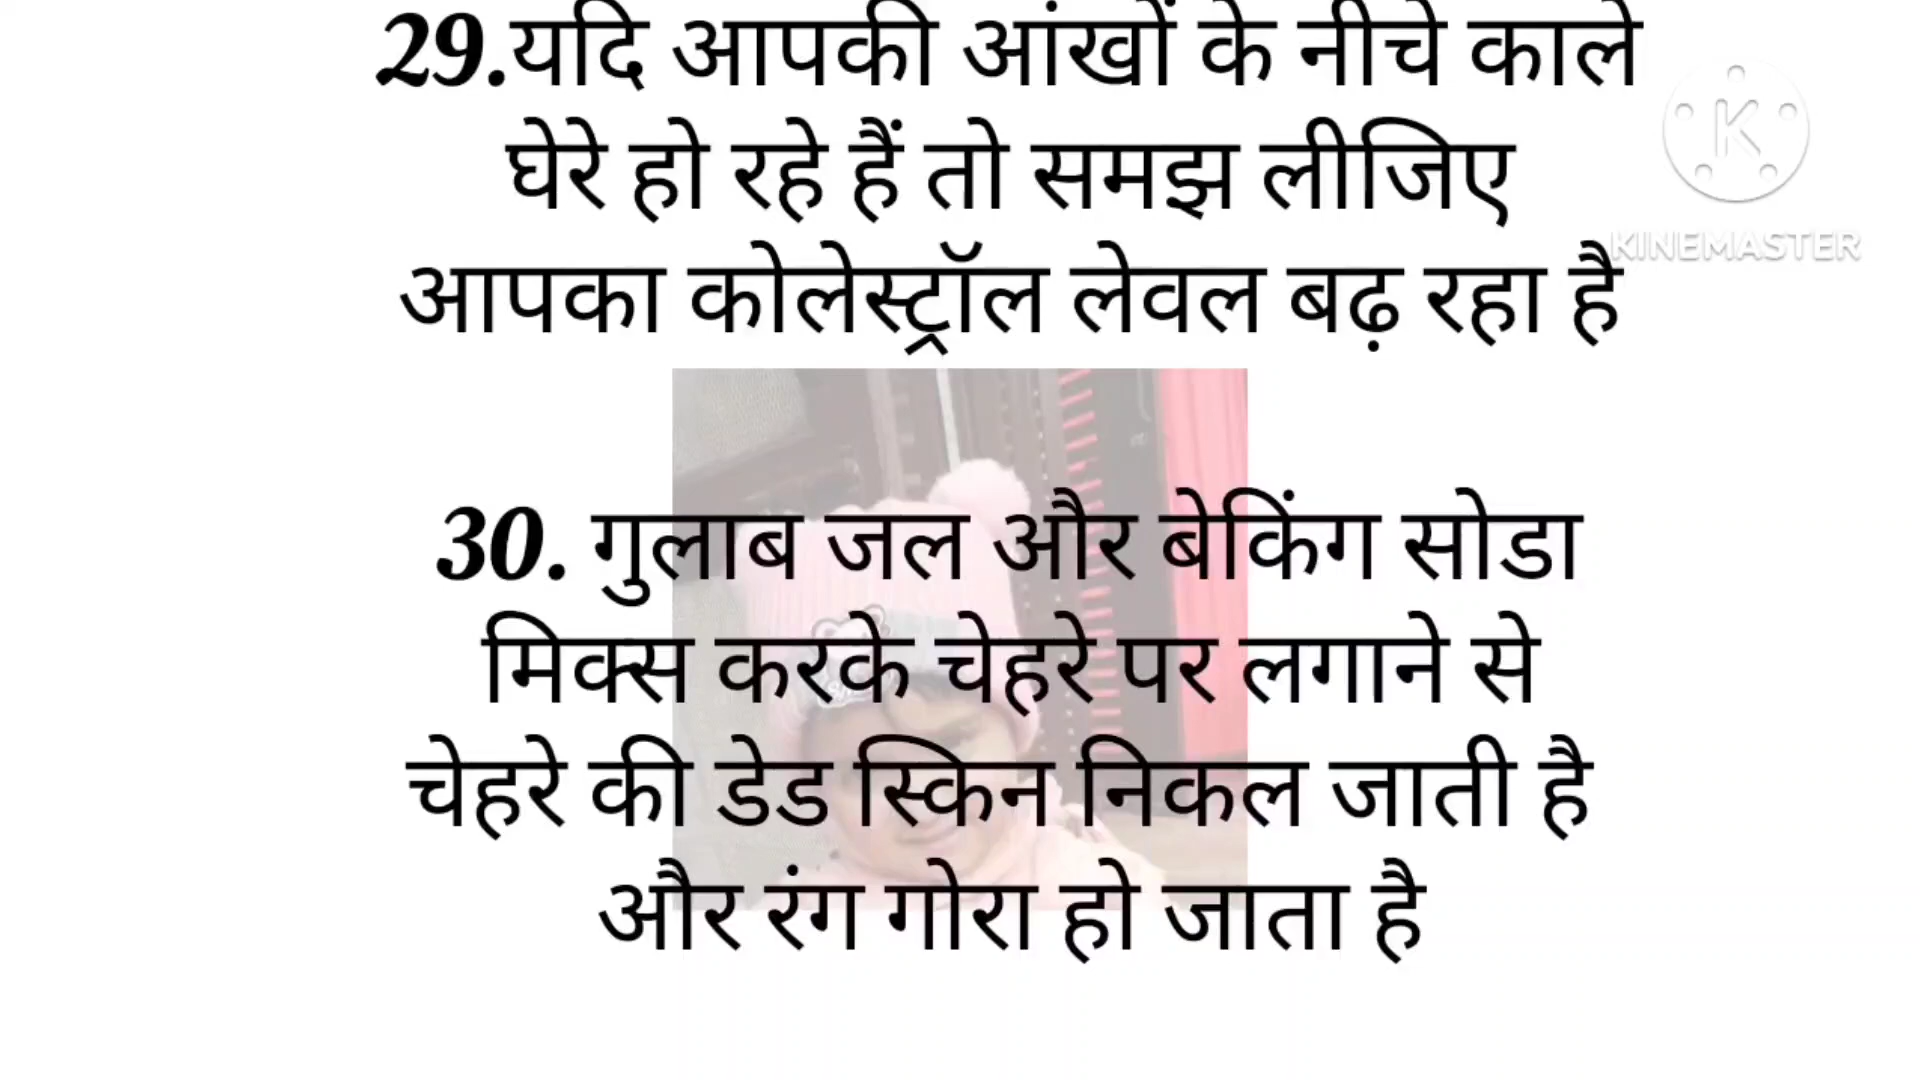 29.यदि आपकी आंखों के नीचे काले
घेरे हो रहे हैं तो समझ लीजिए
आपका कोलेस्ट्रॉल लेवल बढ़ रहा है
30. गुलाब जल और बेकिंग सोडा
मिक्स करके चेहरे पर लगाने से
चेहरे की डेड स्किन निकल जाती है
और रंग गोरा हो जाता है
K
KINEMASTER